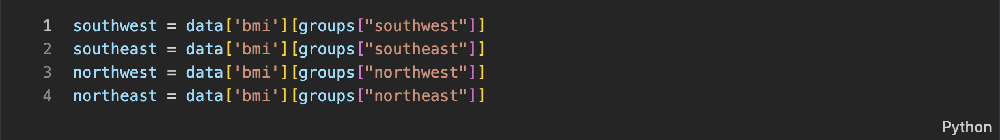 1 southwest = data['bmi'][groups["southwest"]]
2 southeast = data['bmi'][groups["southeast"]]
3 northwest = data['bmi'][groups["northwest"]]
4 northeast = data['bmi'][groups["northeast"]]
Python